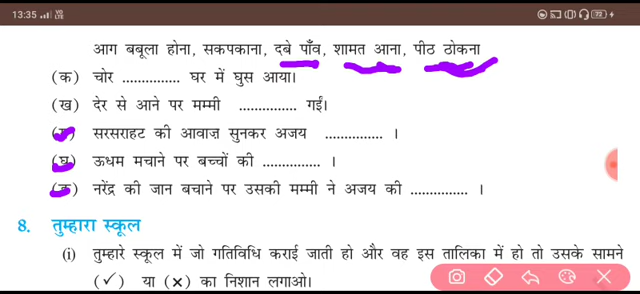 13:35
72
आग बबूला होना, सकपकाना, दबे पाँव, शामत आना, पीठ ठोकना
(क) चोर ............... घर में घुस आया।
(ख) देर से आने पर मम्मी ............... गईं।
(ग) सरसराहट की आवाज़ सुनकर अजय ............... ।
(घ) ऊधम मचाने पर बच्चों की ............... ।
(ङ) नरेंद्र की जान बचाने पर उसकी मम्मी ने अजय की ............... ।
8. तुम्हारा स्कूल
(i) तुम्हारे स्कूल में जो गतिविधि कराई जाती हो और वह इस तालिका में हो तो उसके सामने
(✓) या (×) का निशान लगाओ।